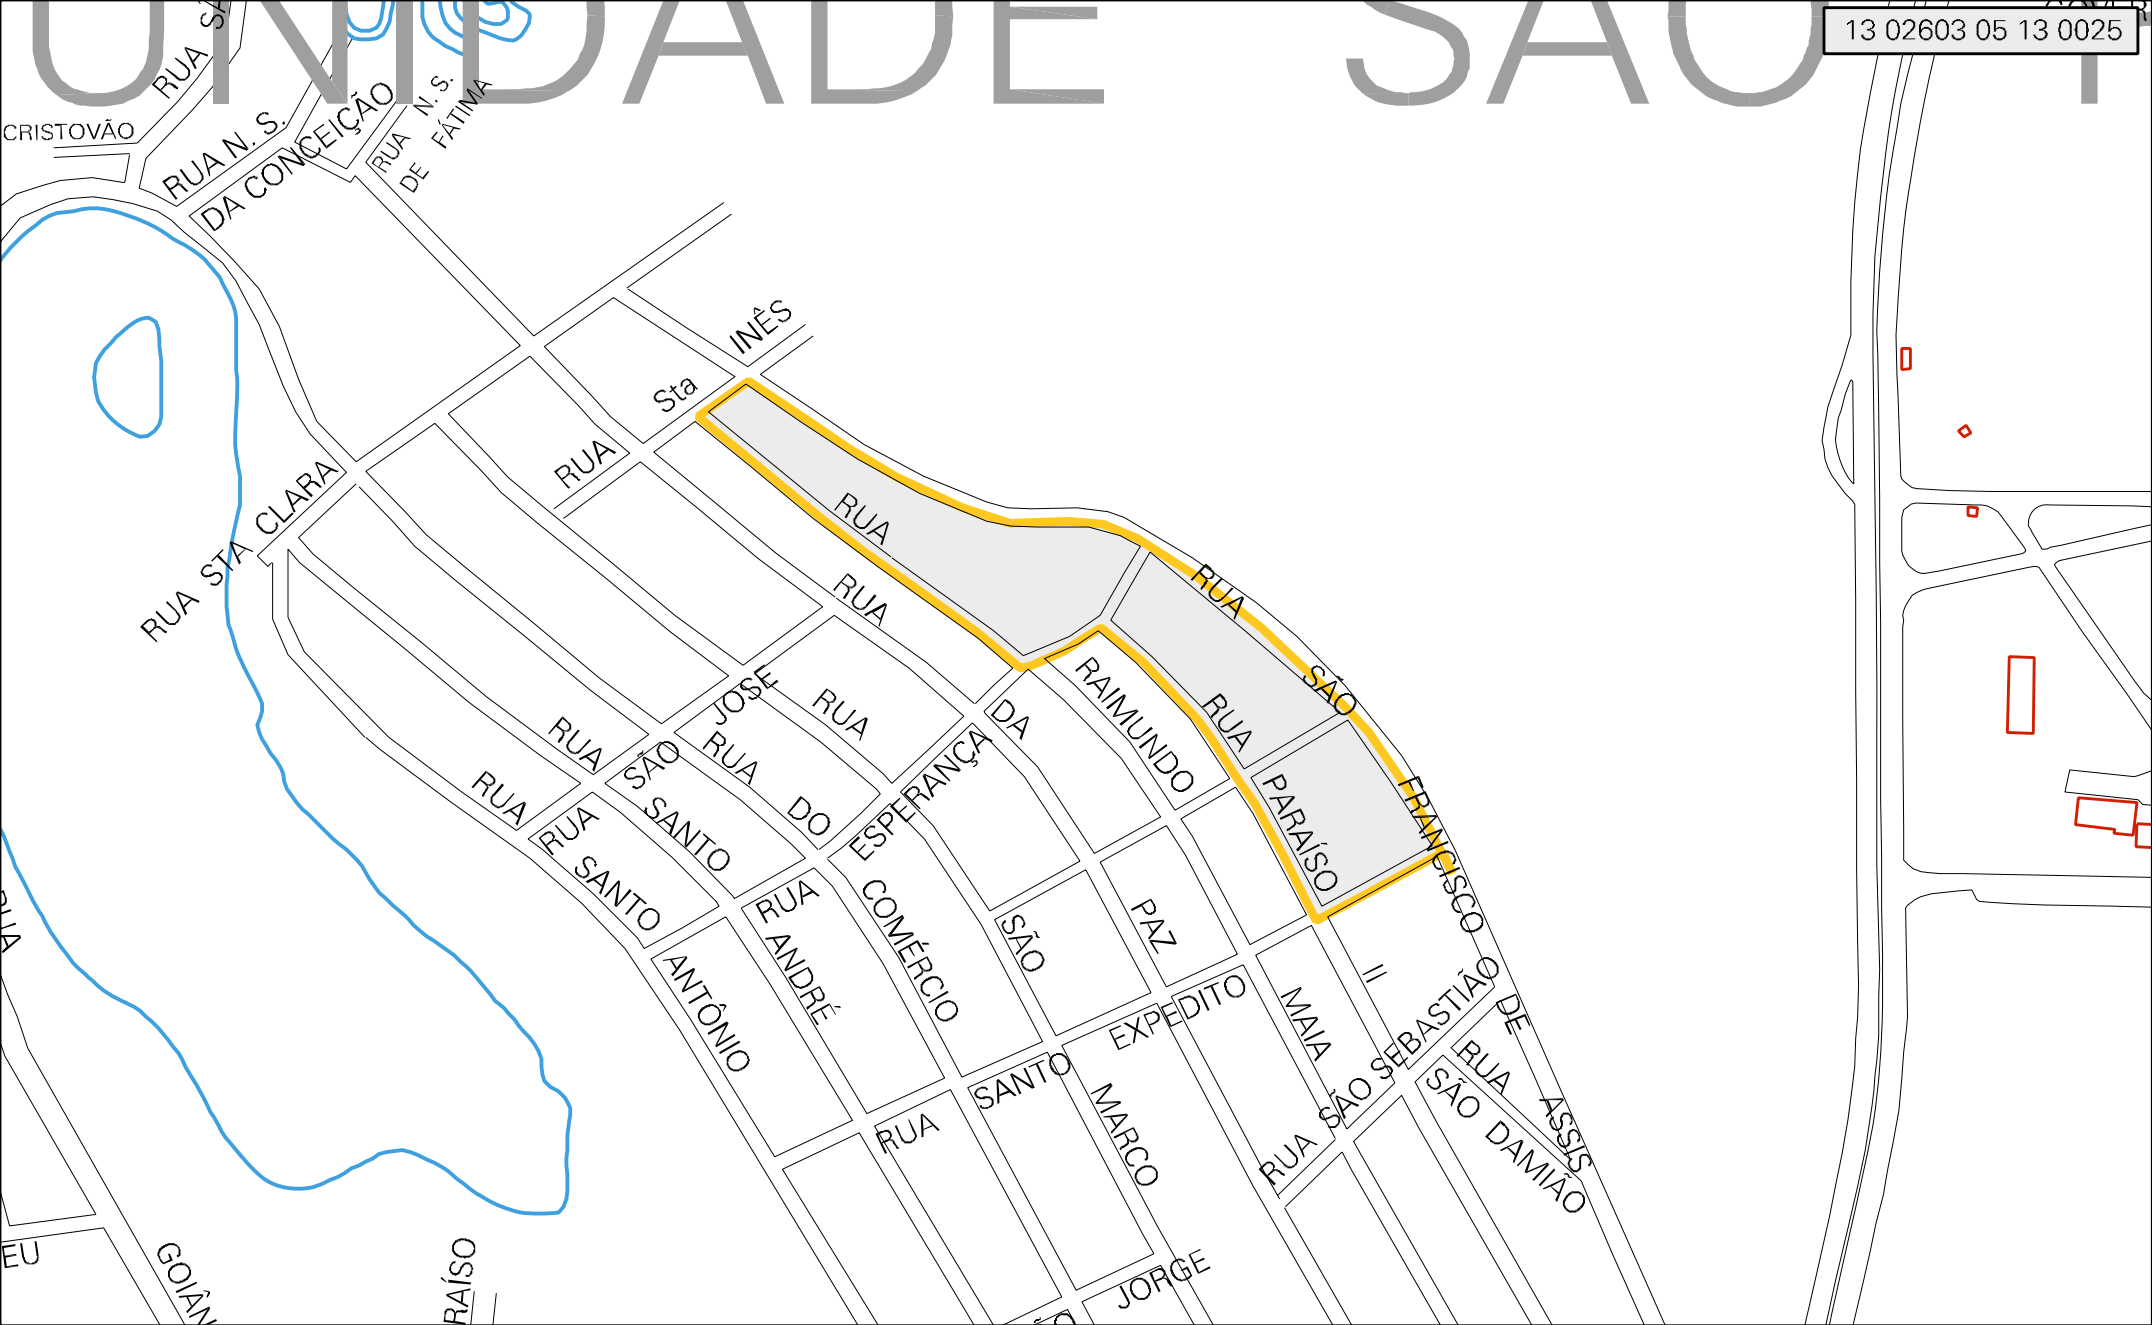 UNIDADE SÃO
13 02603 05 13 0025
RUA
CRISTOVÃO
RUA N. S.
DA CONCEIÇÃO
RUA N. S.
DE FÁTIMA
RUA Sta INÊS
RUA STA CLARA
RUA
RUA
RUA SÃO FRANCISCO DE ASSIS
RUA SÃO JOSE
RUA
RUA
RUA
RUA
RUA PARAÍSO II
RAIMUNDO MAIA
DA PAZ
DO COMÉRCIO
SANTO ANDRÉ
SANTO ANTÔNIO
RUA ESPERANÇA
SÃO MARCO
RUA SANTO EXPEDITO
RUA SÃO SEBASTIÃO
RUA
SÃO DAMIÃO
JORGE
RUA
EU
GOIÂN
RAÍSO